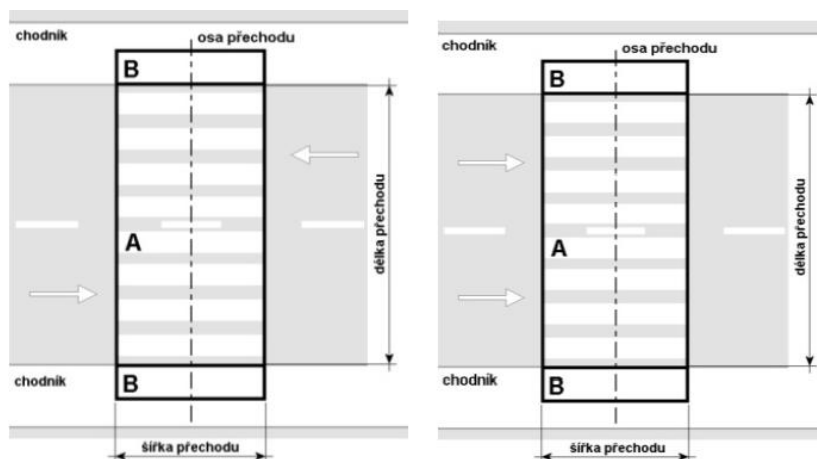 chodník
osa přechodu
B
A
délka přechodu
chodník
B
šířka přechodu
chodník
osa přechodu
B
A
délka přechodu
chodník
B
šířka přechodu